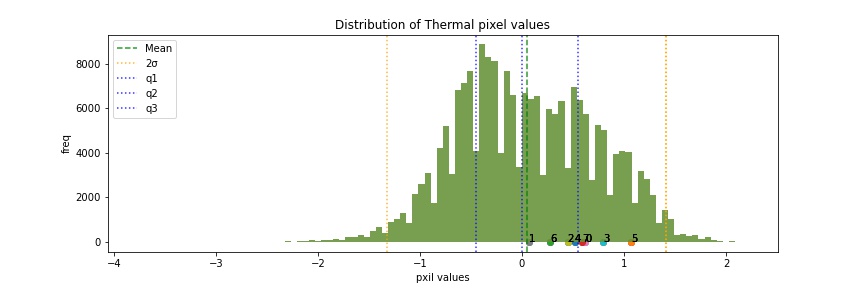 Distribution of Thermal pixel values
Mean
2σ
q1
q2
q3
freq
8000
6000
4000
2000
0
1 6 2 4 0 3 5
−4 −3 −2 −1 0 1 2
pxil values